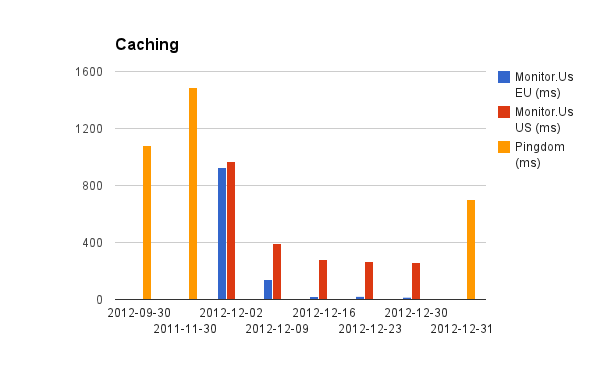 Caching
1600
1200
800
400
0
Monitor.Us
EU (ms)
Monitor.Us
US (ms)
Pingdom
(ms)
2012-09-30 2012-12-02 2012-12-16 2012-12-30
2011-11-30 2012-12-09 2012-12-23 2012-12-31